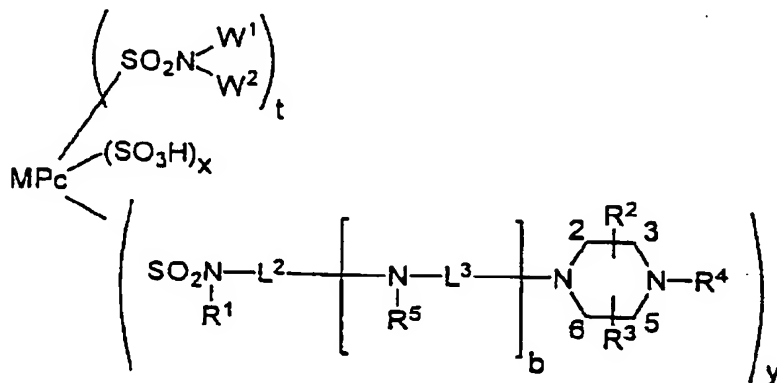 W¹
SO₂N
W²
t
(SO₃H)ₓ
MPc
R²
2 3
SO₂N—L² N—L³ N N—R⁴
R¹ R⁵ 6 R³ 5
b
y